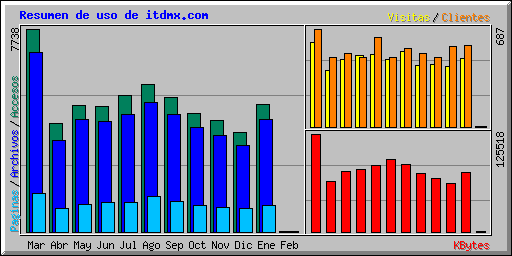 Resumen de uso de itdmx.com
Visitas/Clientes
7738
Paginas/Archivos/Accesos
687
125518
Mar Abr May Jun Jul Ago Sep Oct Nov Dic Ene Feb
KBytes